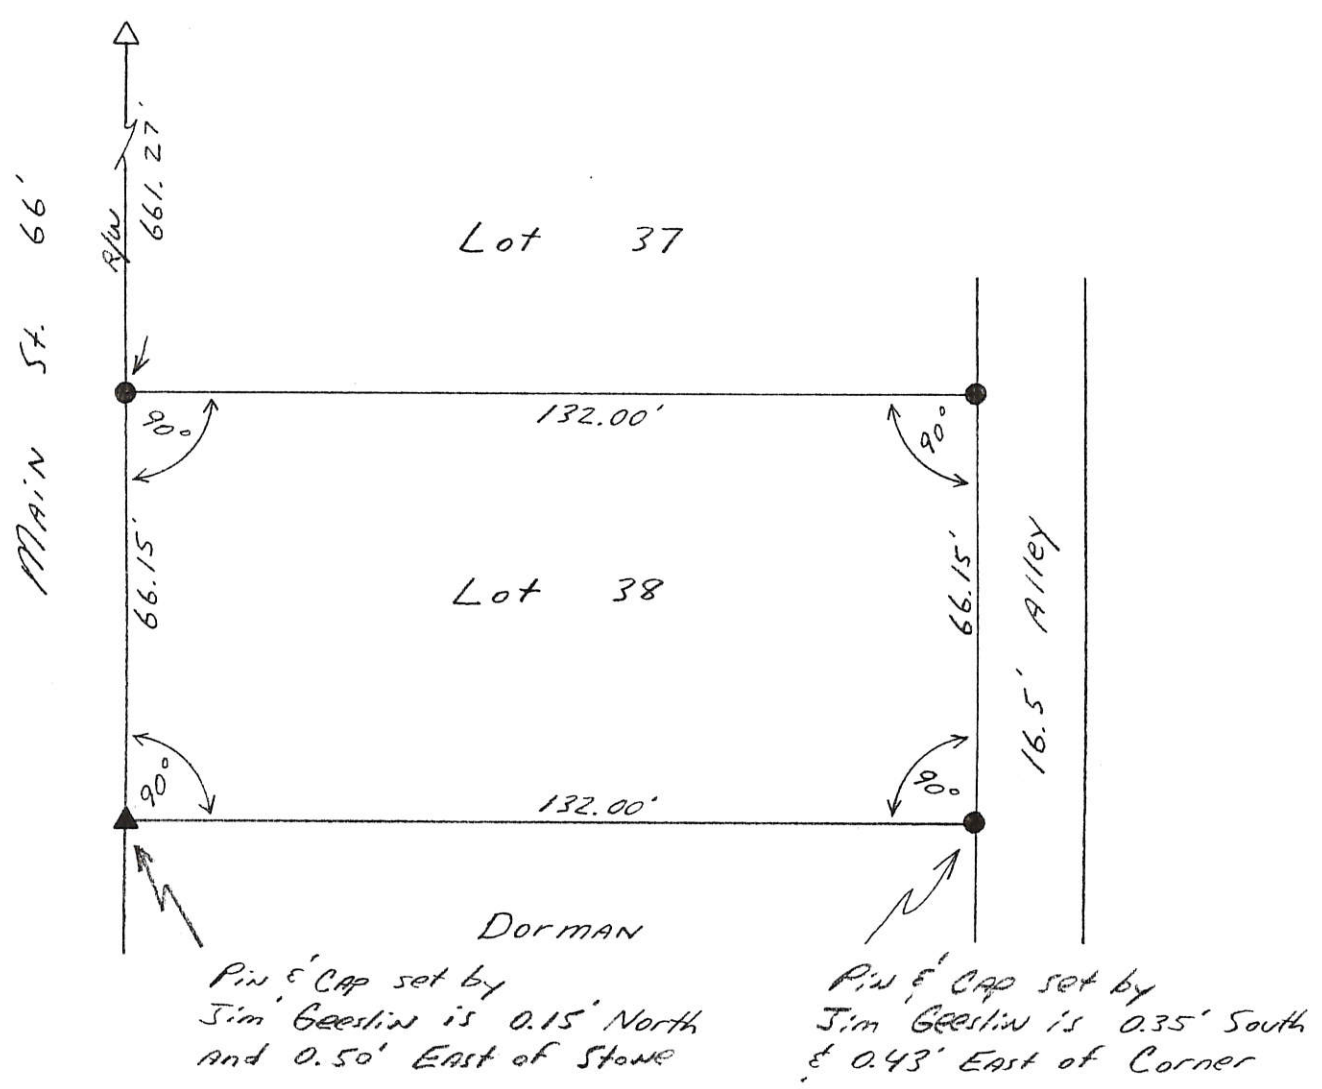 661.27'
R/W
Lot 37
Main St. 66'
132.00'
90°
90°
66.15'
Lot 38
66.15'
16.5' Alley
90°
132.00'
90°
Dorman
Pin & Cap set by
Jim Geeslin is 0.15' North
and 0.50' East of Stone
Pin & Cap set by
Jim Geeslin is 0.35' South
& 0.43' East of Corner